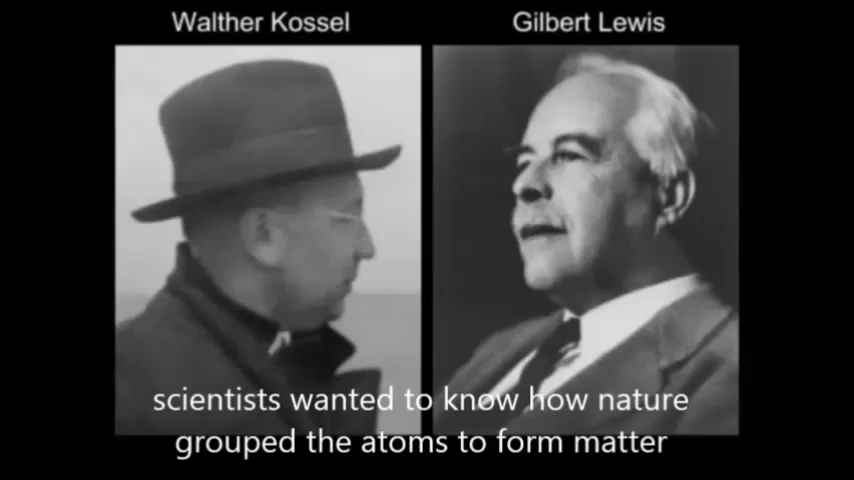 Walther Kossel
Gilbert Lewis
scientists wanted to know how nature
grouped the atoms to form matter